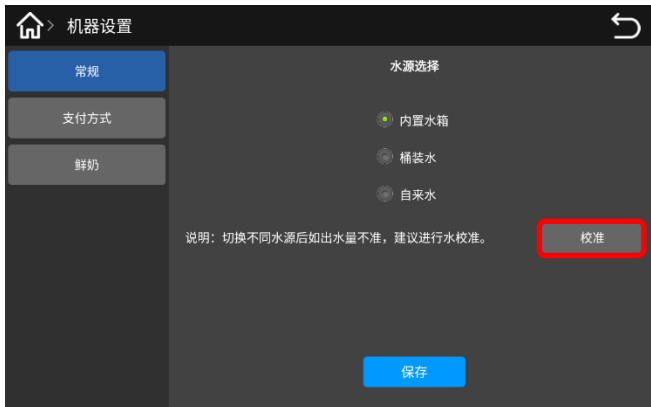 机器设置
常规
支付方式
鲜奶
水源选择
内置水箱
桶装水
自来水
说明：切换不同水源后如出水量不准，建议进行水校准。
校准
保存